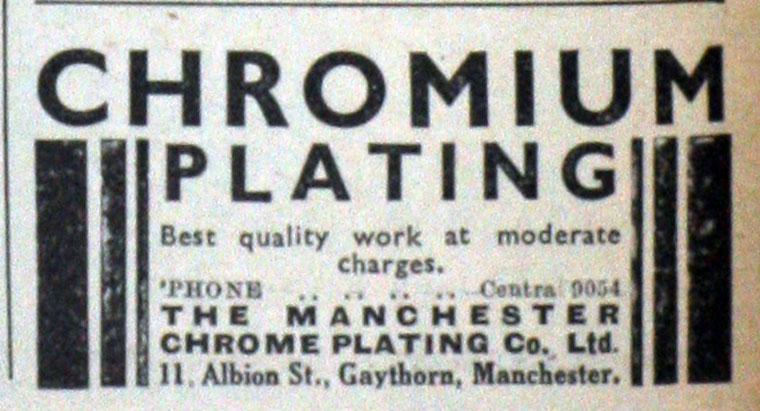 CHROMIUM
PLATING
Best quality work at moderate
charges.
'PHONE .. .. .. .. Central 9054
THE MANCHESTER
CHROME PLATING Co. Ltd.
11, Albion St., Gaythorn, Manchester.